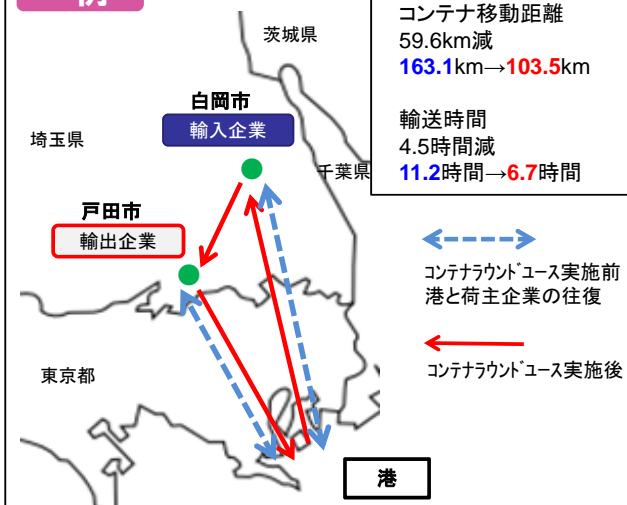 コンテナ移動距離
59.6km減
163.1km→103.5km
輸送時間
4.5時間減
11.2時間→6.7時間
茨城県
白岡市
輸入企業
埼玉県
千葉県
戸田市
輸出企業
東京都
港
コンテナラウンドユース実施前
港と荷主企業の往復
コンテナラウンドユース実施後